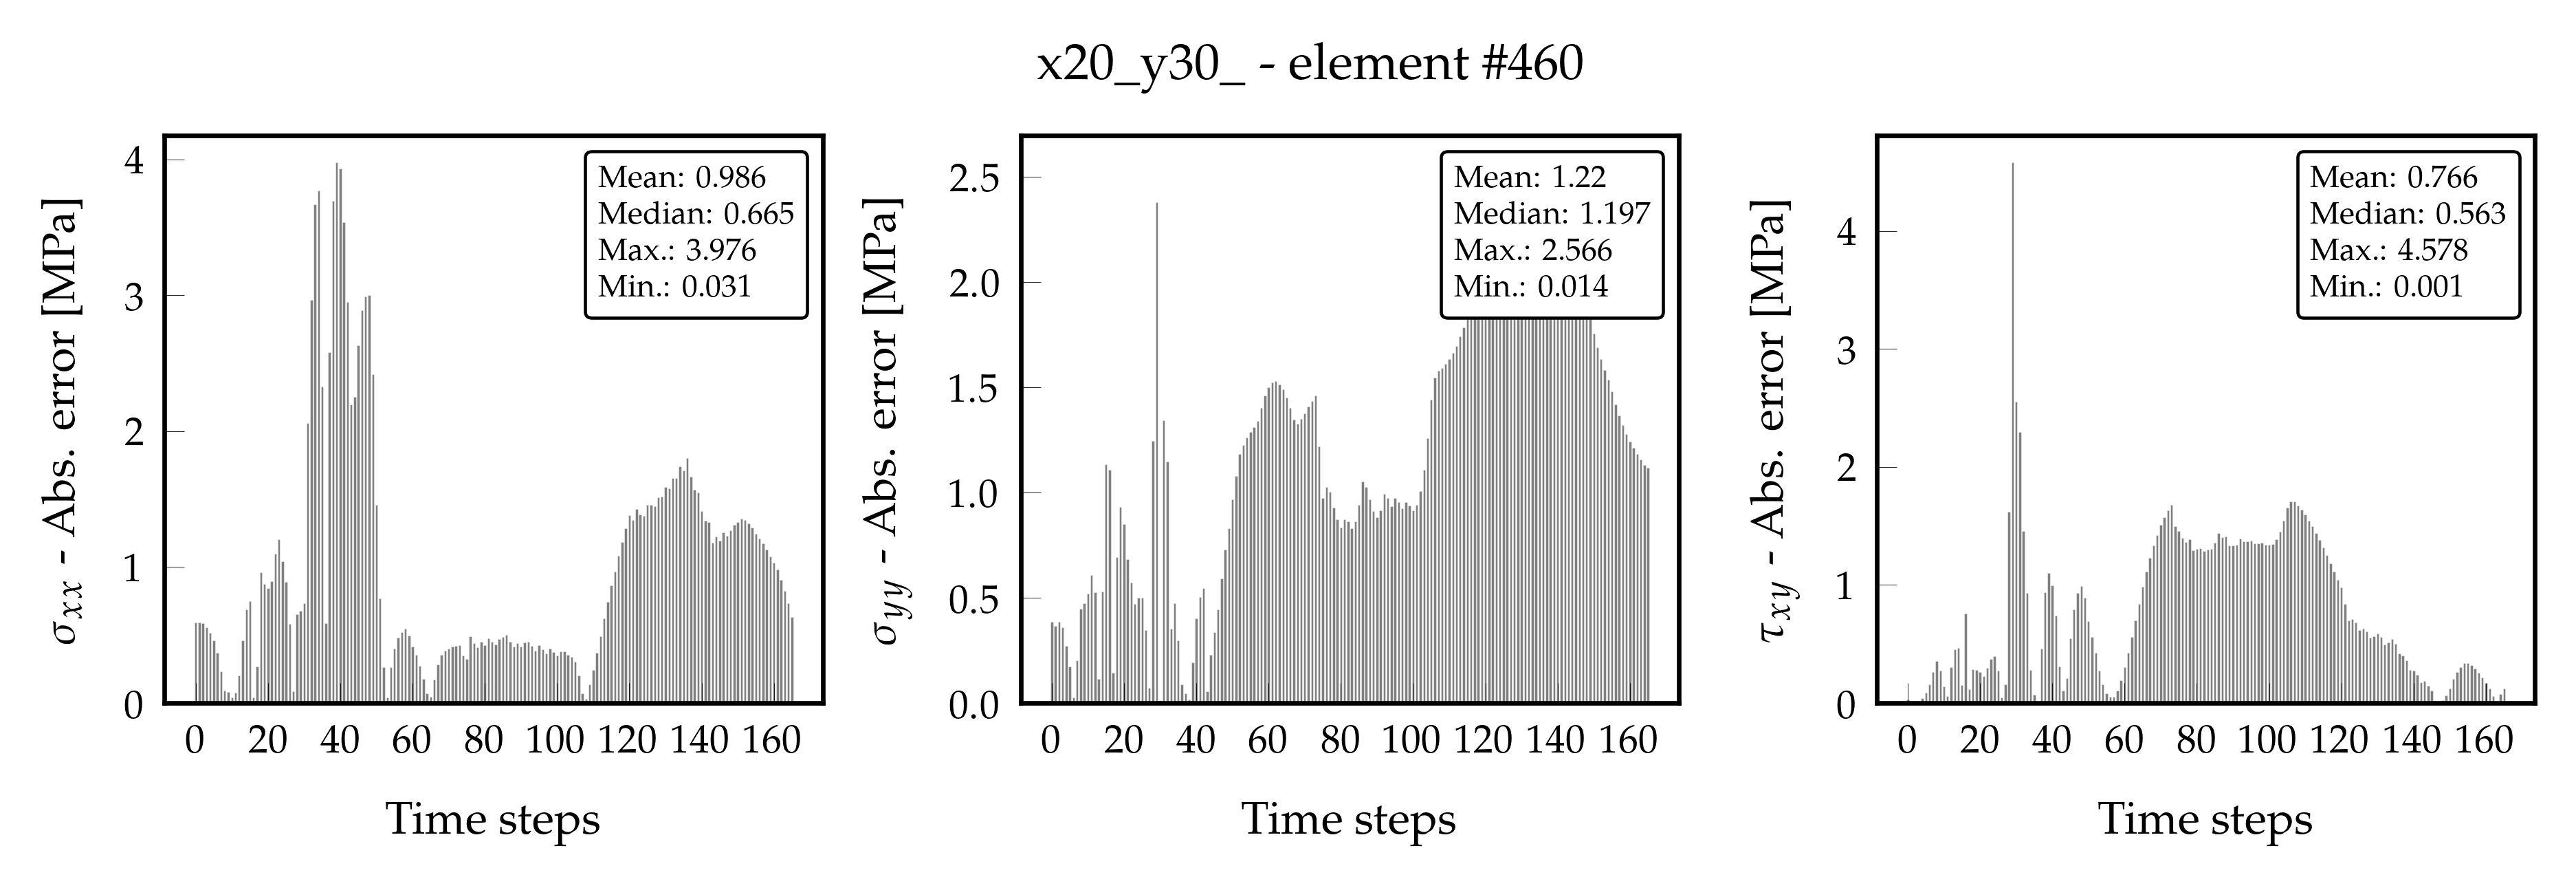 x20_y30_ - element #460
σxx - Abs. error [MPa]
4
3
2
1
0
Mean: 0.986
Median: 0.665
Max.: 3.976
Min.: 0.031
0 20 40 60 80 100 120 140 160
Time steps
σyy - Abs. error [MPa]
2.5
2.0
1.5
1.0
0.5
0.0
Mean: 1.22
Median: 1.197
Max.: 2.566
Min.: 0.014
0 20 40 60 80 100 120 140 160
Time steps
τxy - Abs. error [MPa]
4
3
2
1
0
Mean: 0.766
Median: 0.563
Max.: 4.578
Min.: 0.001
0 20 40 60 80 100 120 140 160
Time steps